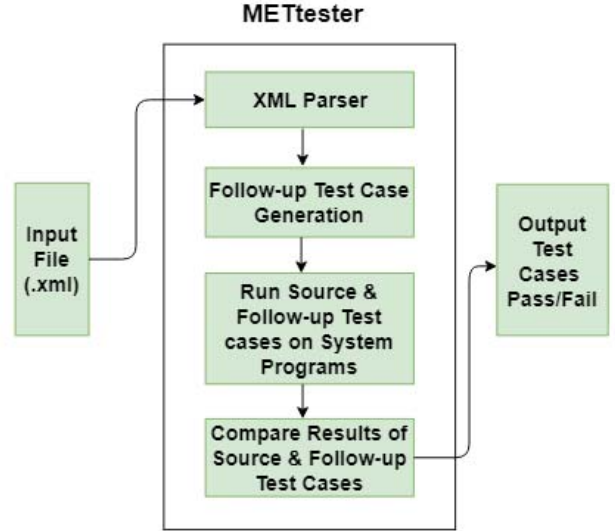 METtester
XML Parser
Follow-up Test Case
Generation
Input
File
(.xml)
Run Source &
Follow-up Test
cases on System
Programs
Compare Results of
Source & Follow-up
Test Cases
Output
Test
Cases
Pass/Fail